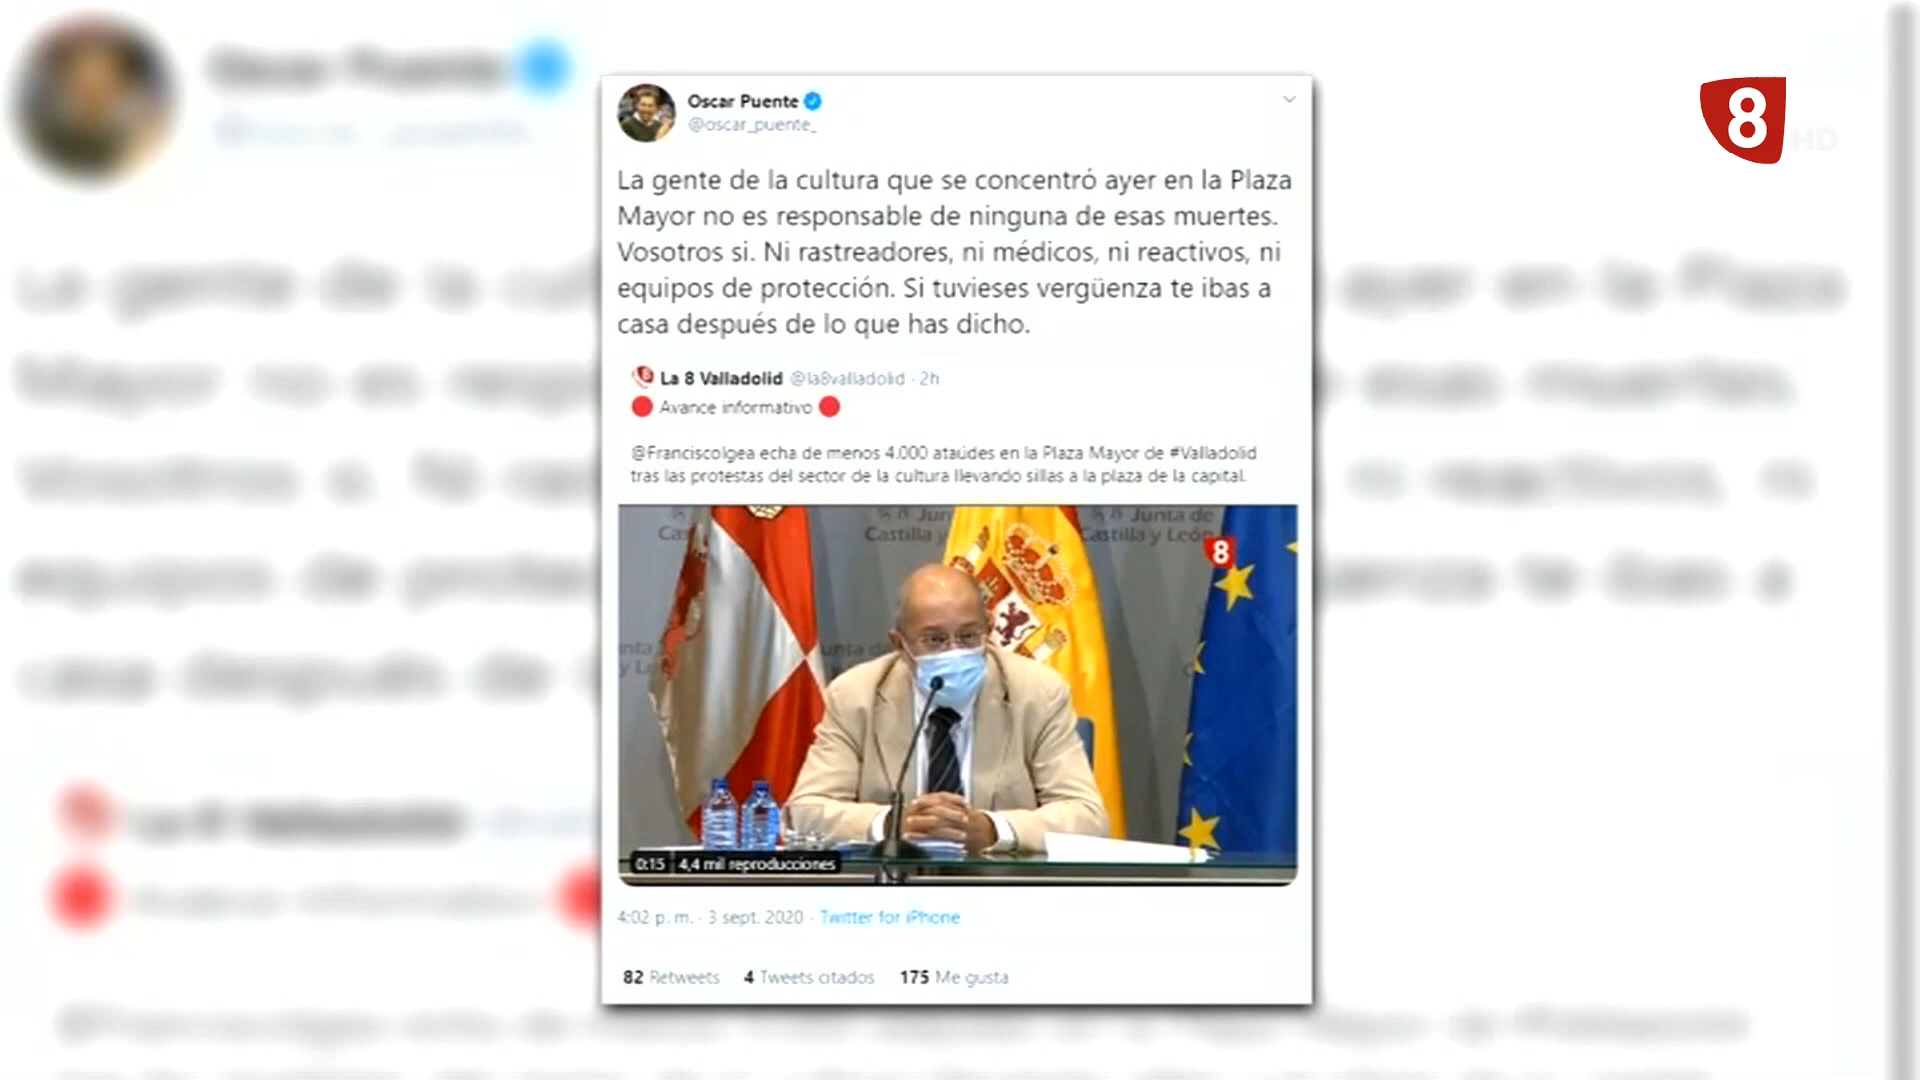 8 HD
Oscar Puente
@oscar_puente_
La gente de la cultura que se concentró ayer en la Plaza
Mayor no es responsable de ninguna de esas muertes.
Vosotros si. Ni rastreadores, ni médicos, ni reactivos, ni
equipos de protección. Si tuvieses vergüenza te ibas a
casa después de lo que has dicho.
La 8 Valladolid @la8valladolid · 2h
Avance informativo
@FranciscoIgea echa de menos 4.000 ataúdes en la Plaza Mayor de #Valladolid
tras las protestas del sector de la cultura llevando sillas a la plaza de la capital.
Junta de
Castilla y León
8
0:15 4,4 mil reproducciones
4:02 p. m. · 3 sept. 2020 · Twitter for iPhone
82 Retweets 4 Tweets citados 175 Me gusta